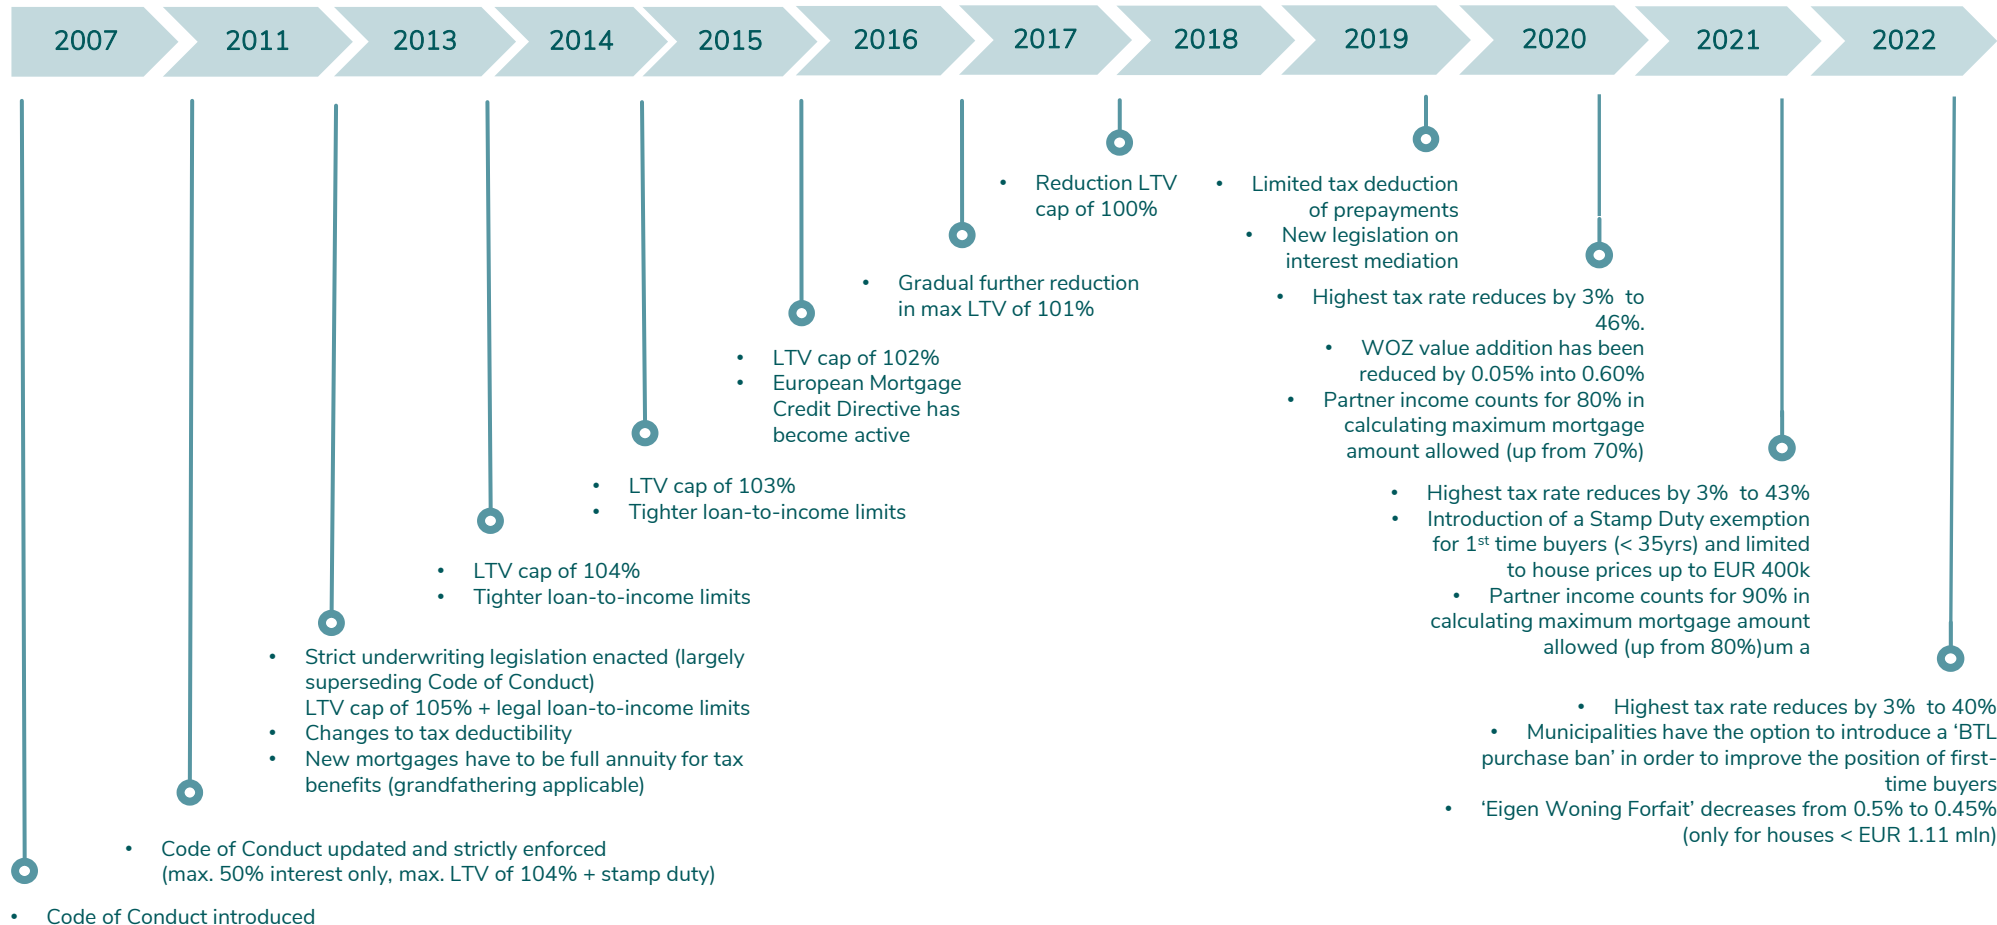 2007
2011
2013
2014
2015
2016
2017
2018
2019
2020
2021
2022
• Code of Conduct introduced
• Code of Conduct updated and strictly enforced
(max. 50% interest only, max. LTV of 104% + stamp duty)
• Strict underwriting legislation enacted (largely
superseding Code of Conduct)
LTV cap of 105% + legal loan-to-income limits
• Changes to tax deductibility
• New mortgages have to be full annuity for tax
benefits (grandfathering applicable)
• LTV cap of 104%
• Tighter loan-to-income limits
• LTV cap of 103%
• Tighter loan-to-income limits
• LTV cap of 102%
• European Mortgage
Credit Directive has
become active
• Gradual further reduction
in max LTV of 101%
• Reduction LTV
cap of 100%
• Limited tax deduction
of prepayments
• New legislation on
interest mediation
• Highest tax rate reduces by 3%  to
46%.
• WOZ value addition has been
reduced by 0.05% into 0.60%
• Partner income counts for 80% in
calculating maximum mortgage
amount allowed (up from 70%)
• Highest tax rate reduces by 3%  to 43%
• Introduction of a Stamp Duty exemption
for 1st time buyers (< 35yrs) and limited
to house prices up to EUR 400k
• Partner income counts for 90% in
calculating maximum mortgage amount
allowed (up from 80%)um a
• Highest tax rate reduces by 3%  to 40%
• Municipalities have the option to introduce a ‘BTL
purchase ban’ in order to improve the position of first-
time buyers
• ‘Eigen Woning Forfait’ decreases from 0.5% to 0.45%
(only for houses < EUR 1.11 mln)